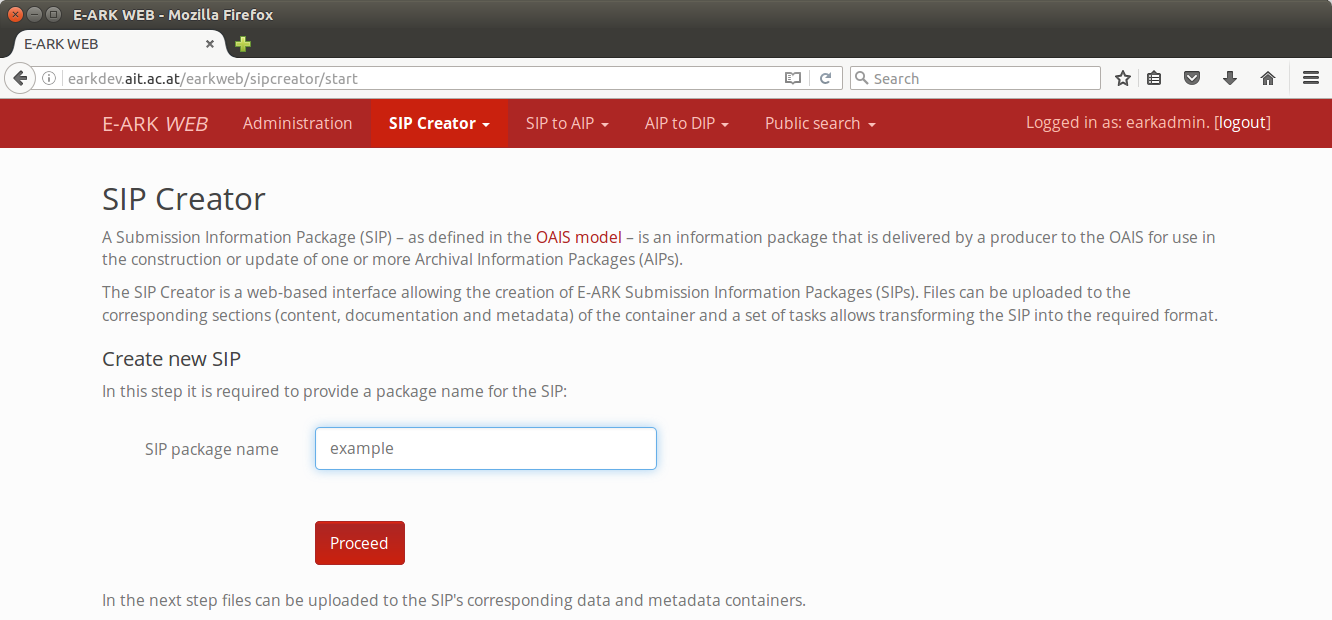 E-ARK WEB - Mozilla Firefox
E-ARK WEB
earkdev.ait.ac.at/earkweb/sipcreator/start
Search
E-ARK WEB Administration SIP Creator SIP to AIP AIP to DIP Public search Logged in as: earkadmin. [logout]
SIP Creator
A Submission Information Package (SIP) – as defined in the OAIS model – is an information package that is delivered by a producer to the OAIS for use in
the construction or update of one or more Archival Information Packages (AIPs).
The SIP Creator is a web-based interface allowing the creation of E-ARK Submission Information Packages (SIPs). Files can be uploaded to the
corresponding sections (content, documentation and metadata) of the container and a set of tasks allows transforming the SIP into the required format.
Create new SIP
In this step it is required to provide a package name for the SIP:
SIP package name example
Proceed
In the next step files can be uploaded to the SIP's corresponding data and metadata containers.